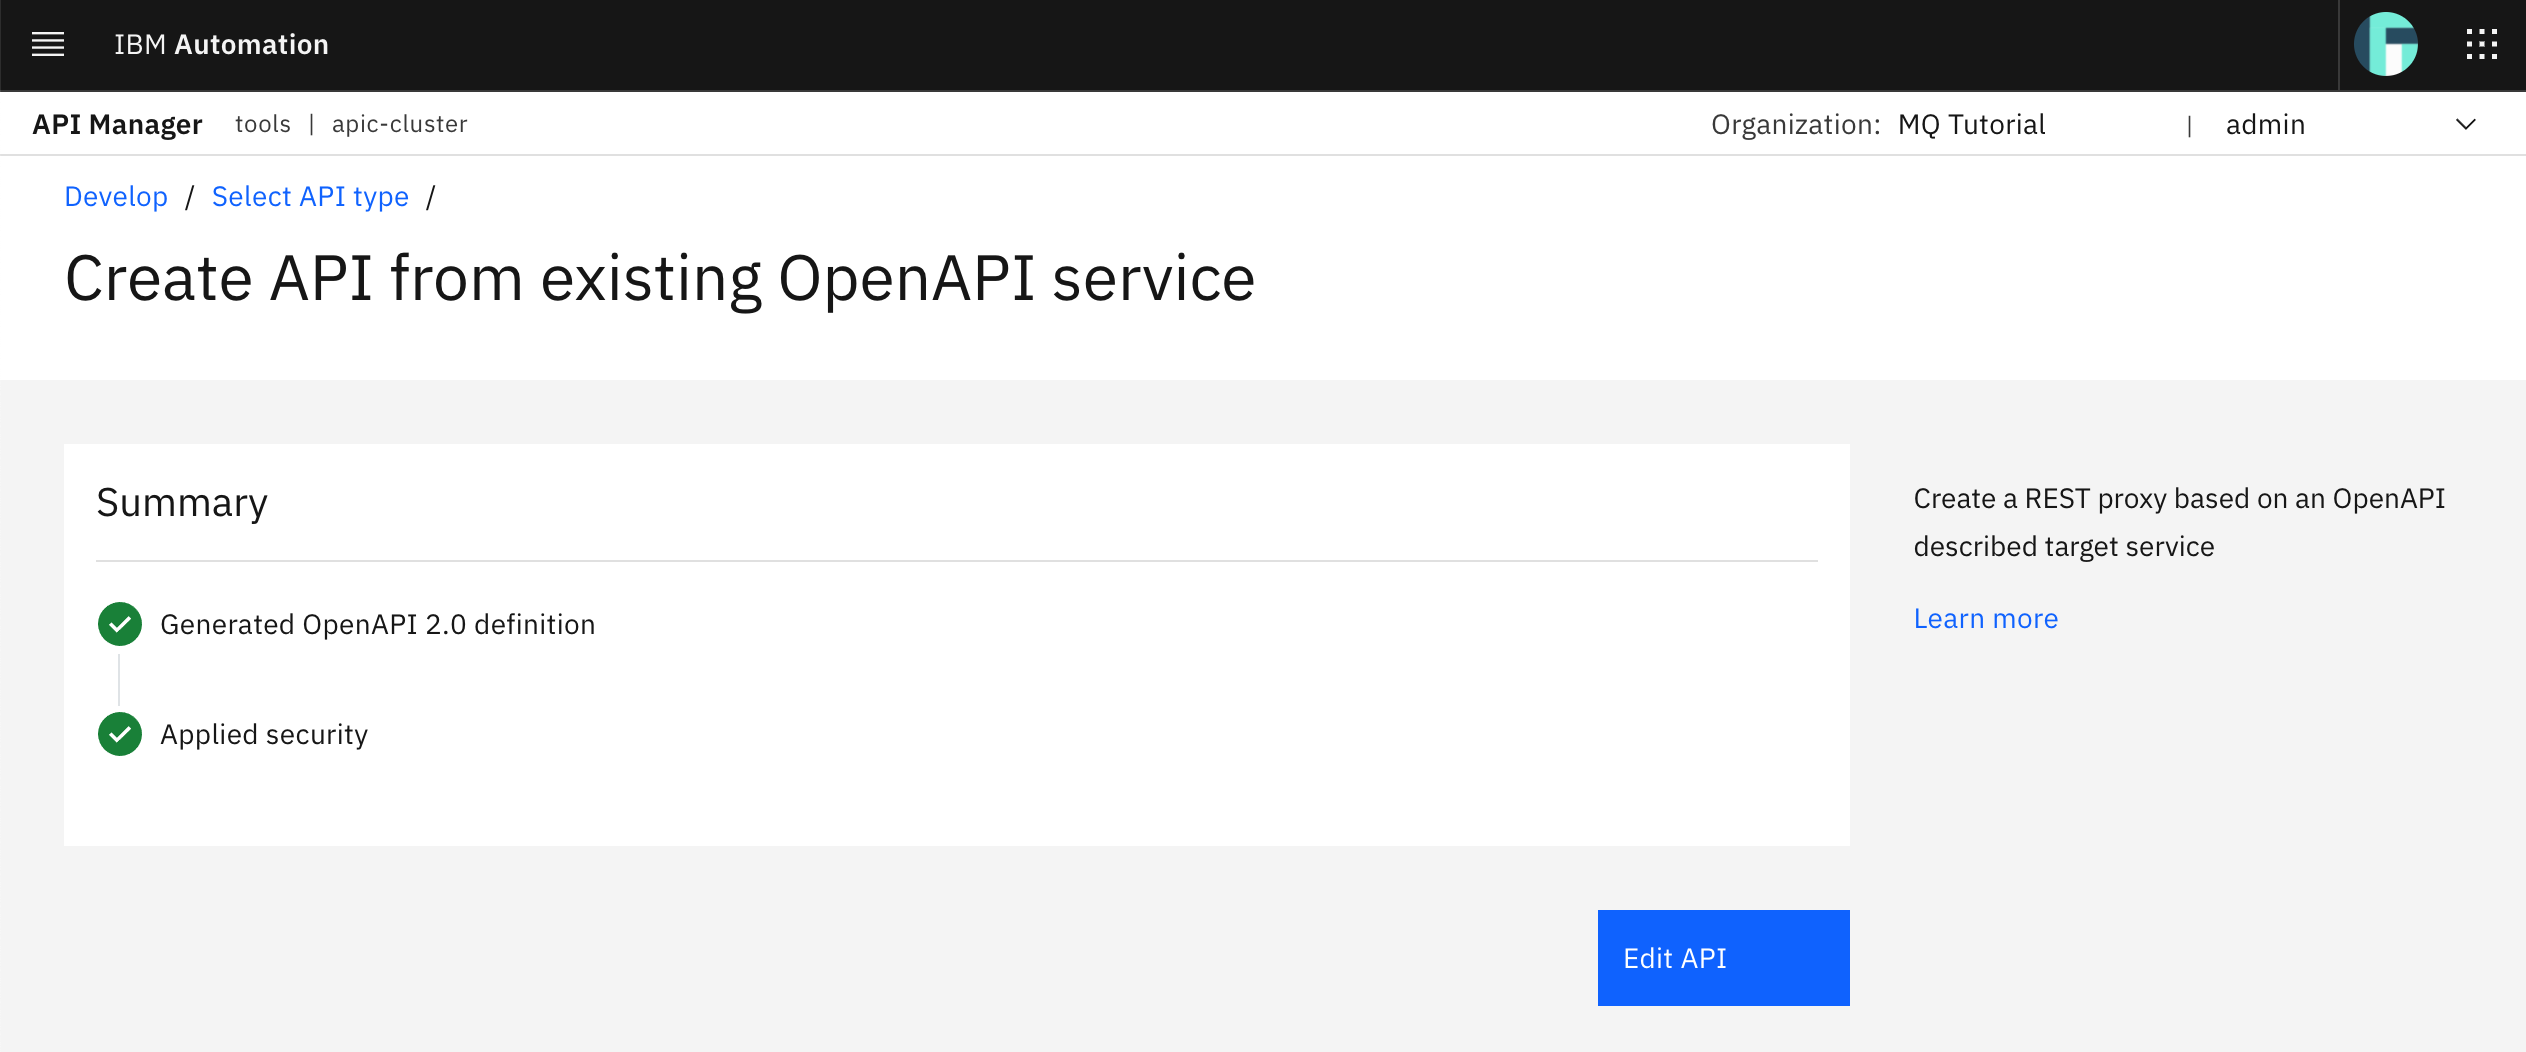 IBM Automation
API Manager tools | apic-cluster Organization: MQ Tutorial | admin
Develop / Select API type /
Create API from existing OpenAPI service
Summary
Generated OpenAPI 2.0 definition
Applied security
Create a REST proxy based on an OpenAPI
described target service
Learn more
Edit API